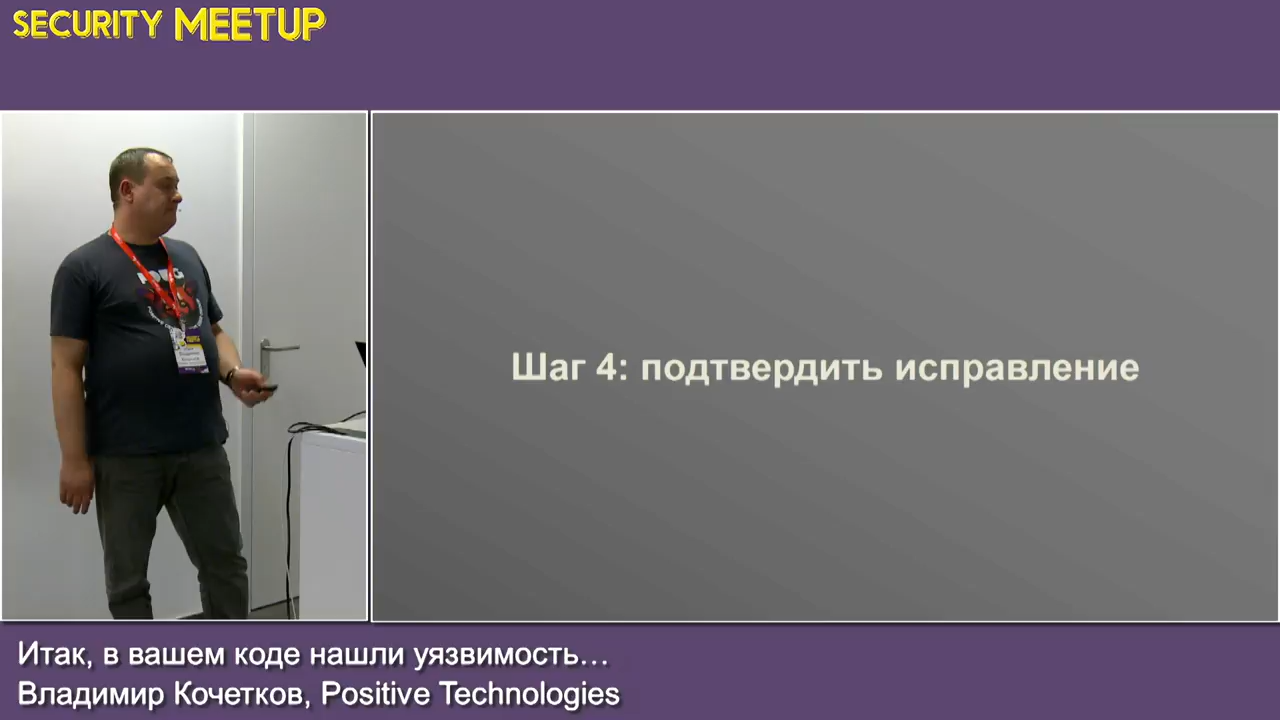 SECURITY MEETUP
Шаг 4: подтвердить исправление
Итак, в вашем коде нашли уязвимость...
Владимир Кочетков, Positive Technologies